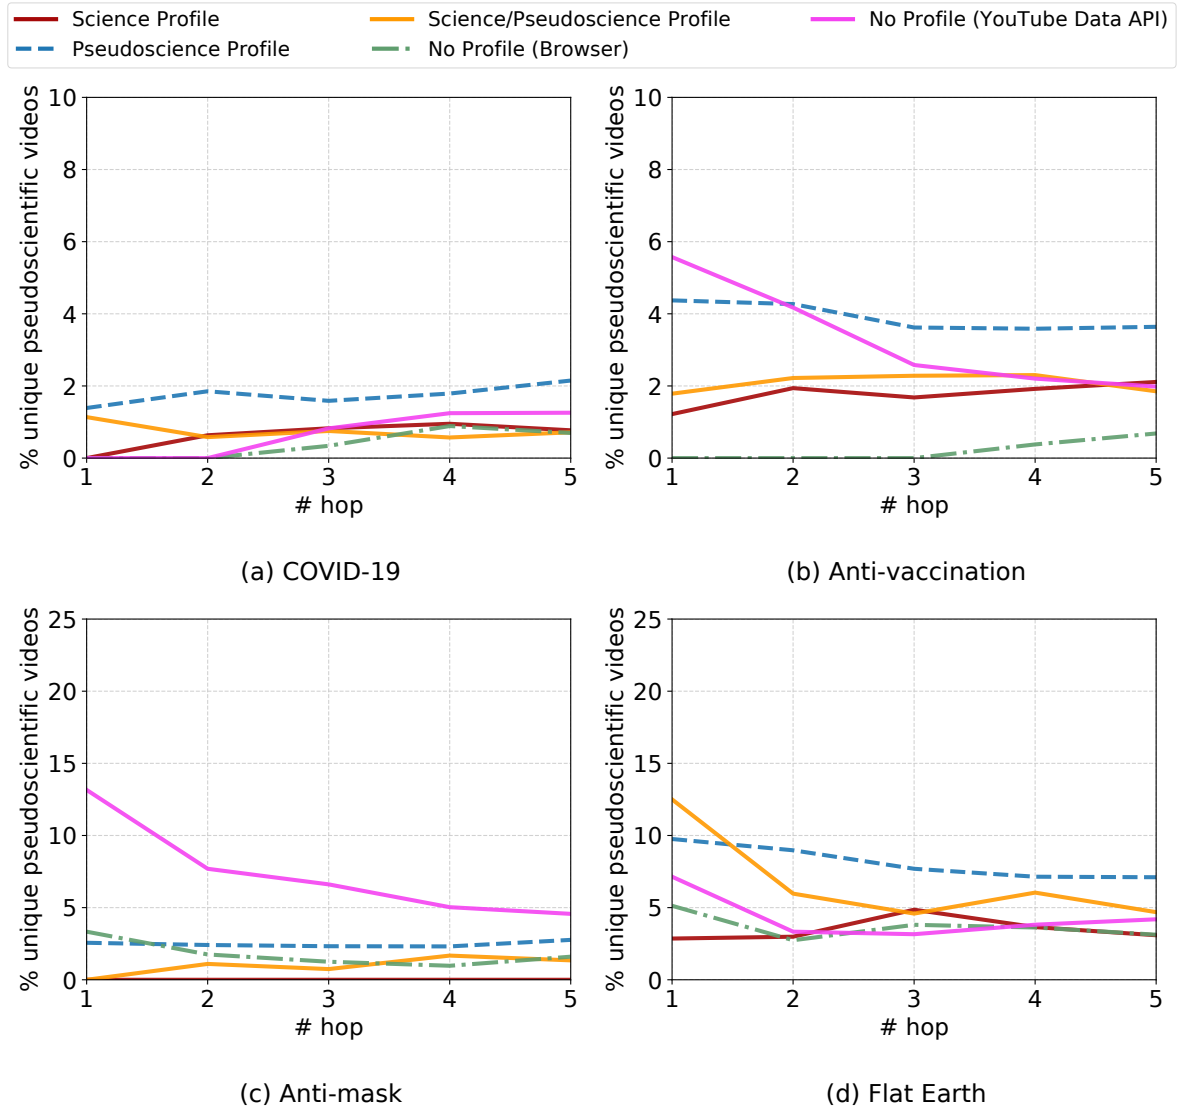 Science Profile
Science/Pseudoscience Profile
No Profile (YouTube Data API)
Pseudoscience Profile
No Profile (Browser)
% unique pseudoscientific videos
10
8
6
4
2
0
1 2 3 4 5
# hop
(a) COVID-19
% unique pseudoscientific videos
10
8
6
4
2
0
1 2 3 4 5
# hop
(b) Anti-vaccination
% unique pseudoscientific videos
25
20
15
10
5
0
1 2 3 4 5
# hop
(c) Anti-mask
% unique pseudoscientific videos
25
20
15
10
5
0
1 2 3 4 5
# hop
(d) Flat Earth